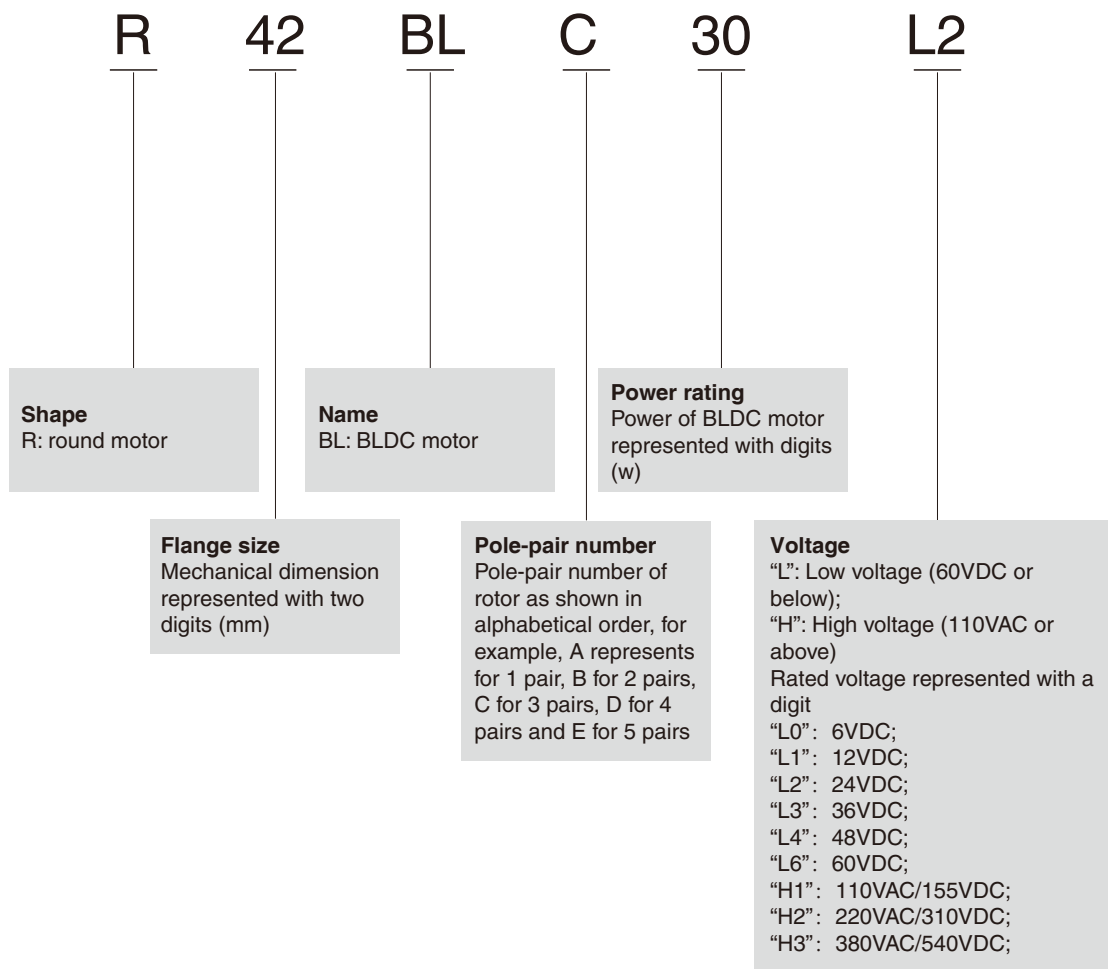 R 42 BL C 30 L2
Shape
R: round motor
Name
BL: BLDC motor
Power rating
Power of BLDC motor
represented with digits
(w)
Flange size
Mechanical dimension
represented with two
digits (mm)
Pole-pair number
Pole-pair number of
rotor as shown in
alphabetical order, for
example, A represents
for 1 pair, B for 2 pairs,
C for 3 pairs, D for 4
pairs and E for 5 pairs
Voltage
“L”: Low voltage (60VDC or
below);
“H”: High voltage (110VAC or
above)
Rated voltage represented with a
digit
“L0”: 6VDC;
“L1”: 12VDC;
“L2”: 24VDC;
“L3”: 36VDC;
“L4”: 48VDC;
“L6”: 60VDC;
“H1”: 110VAC/155VDC;
“H2”: 220VAC/310VDC;
“H3”: 380VAC/540VDC;